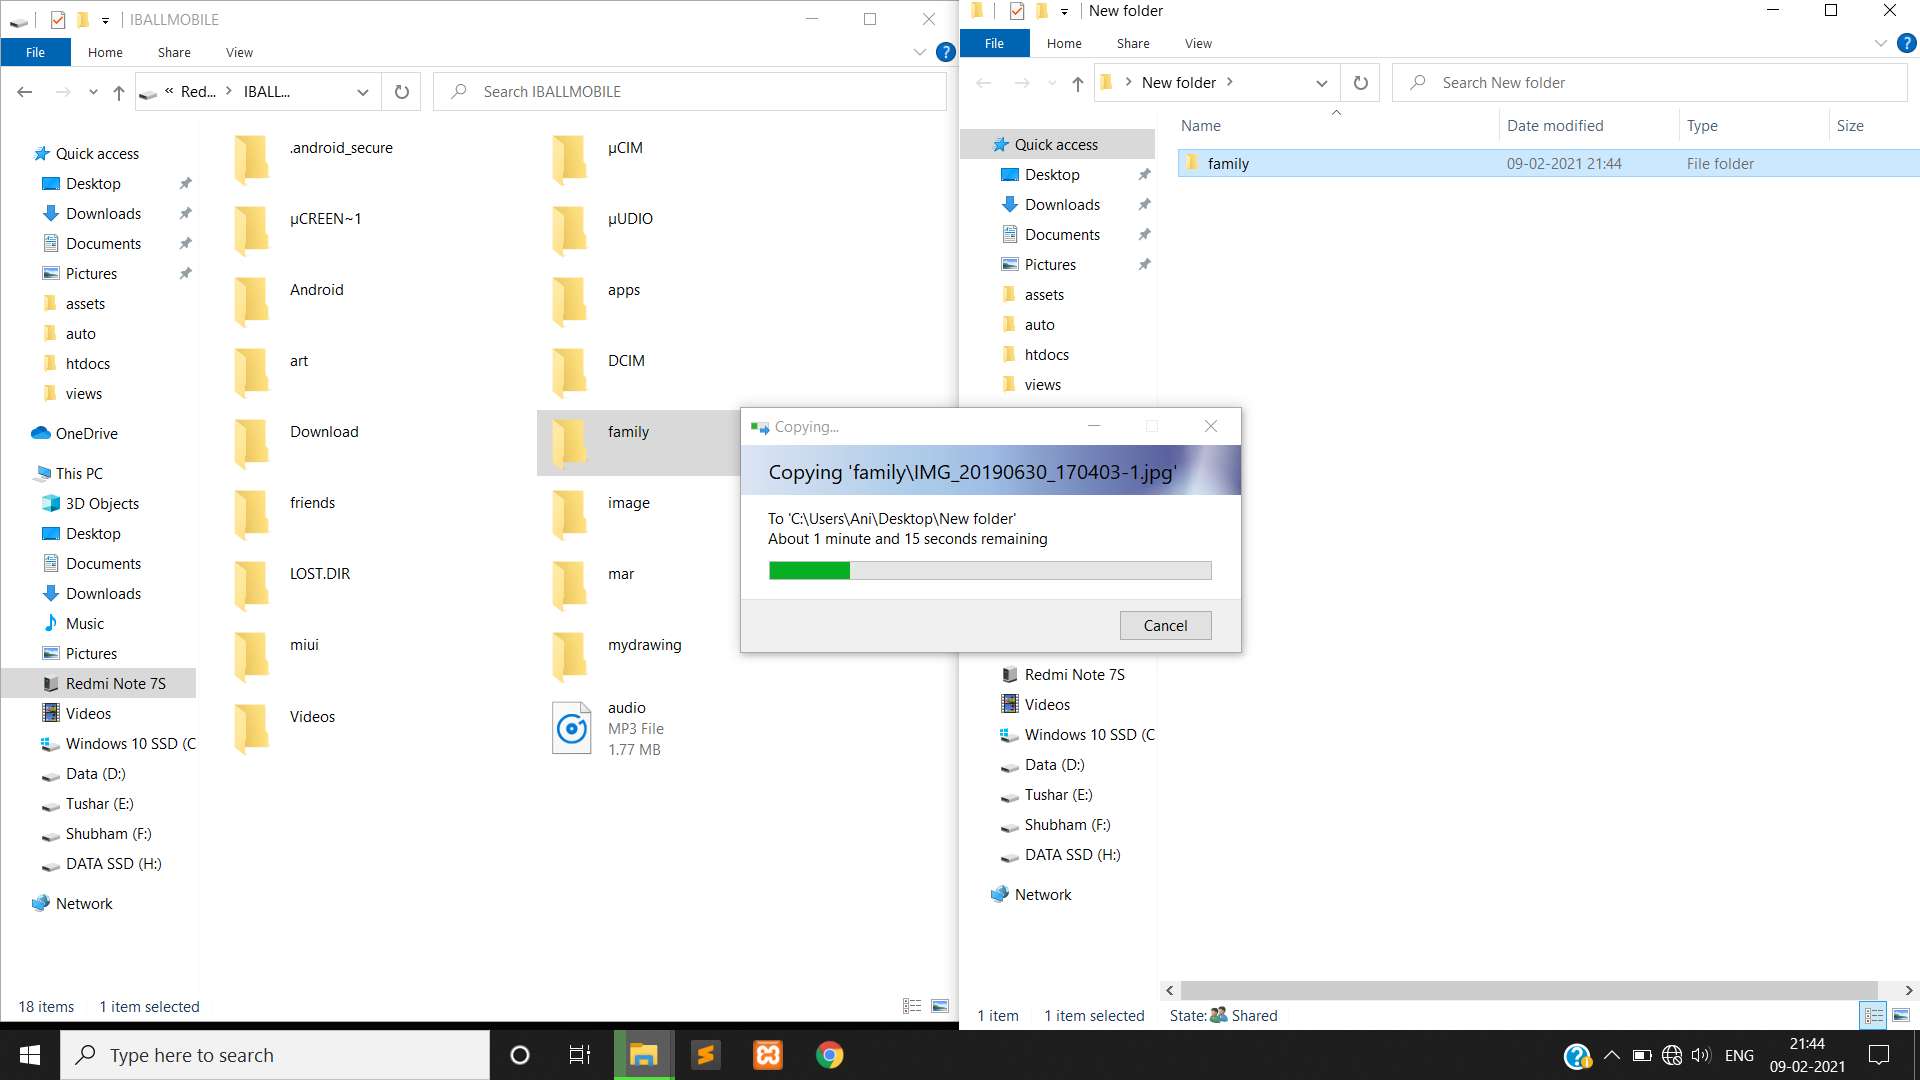 IBALLMOBILE
File Home Share View
« Red... > IBALL...
Search IBALLMOBILE
Quick access
Desktop
Downloads
Documents
Pictures
assets
auto
htdocs
views
OneDrive
This PC
3D Objects
Desktop
Documents
Downloads
Music
Pictures
Redmi Note 7S
Videos
Windows 10 SSD (C
Data (D:)
Tushar (E:)
Shubham (F:)
DATA SSD (H:)
Network
.android_secure
µCIM
µCREEN~1
µUDIO
Android
apps
art
DCIM
Download
family
friends
image
LOST.DIR
mar
miui
mydrawing
Videos
audio
MP3 File
1.77 MB
18 items 1 item selected
New folder
File Home Share View
> New folder >
Search New folder
Name Date modified Type Size
family 09-02-2021 21:44 File folder
Quick access
Desktop
Downloads
Documents
Pictures
assets
auto
htdocs
views
Redmi Note 7S
Videos
Windows 10 SSD (C
Data (D:)
Tushar (E:)
Shubham (F:)
DATA SSD (H:)
Network
1 item 1 item selected State: Shared
Copying...
Copying 'family\IMG_20190630_170403-1.jpg'
To 'C:\Users\Ani\Desktop\New folder'
About 1 minute and 15 seconds remaining
Cancel
Type here to search
ENG
21:44
09-02-2021